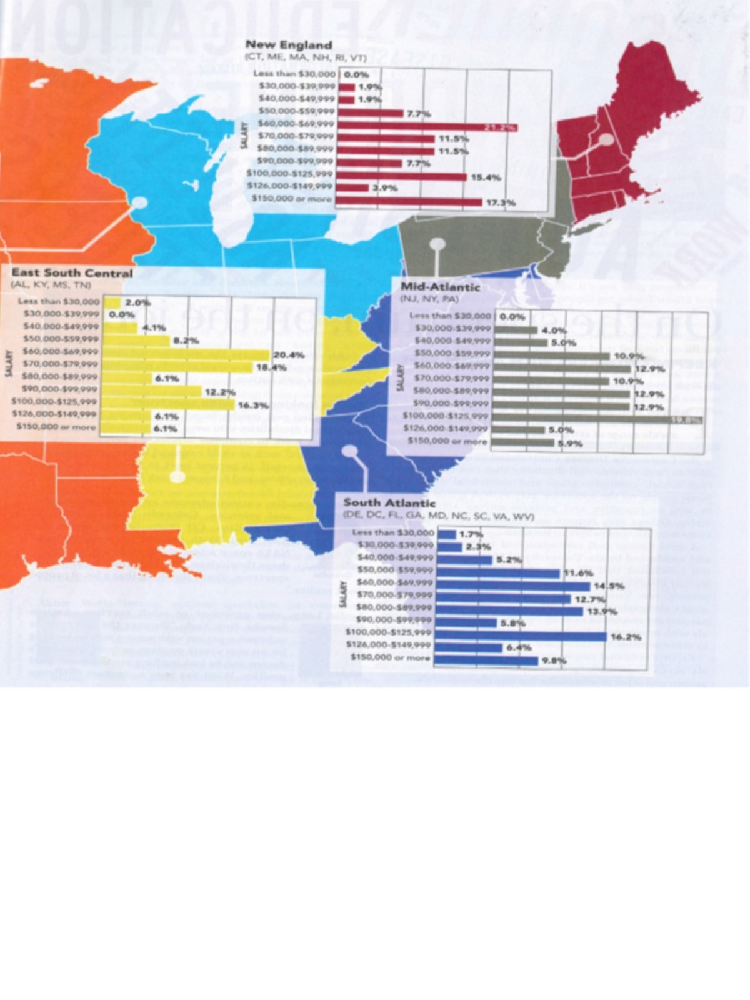 New England
(CT, ME, MA, NH, RI, VT)
SALARY
Less than $30,000 0.0%
$30,000-$39,999 1.9%
$40,000-$49,999 1.9%
$50,000-$59,999 7.7%
$60,000-$69,999 21.2%
$70,000-$79,999 11.5%
$80,000-$89,999 11.5%
$90,000-$99,999 7.7%
$100,000-$125,999 15.4%
$126,000-$149,999 3.9%
$150,000 or more 17.3%
East South Central
(AL, KY, MS, TN)
SALARY
Less than $30,000 2.0%
$30,000-$39,999 0.0%
$40,000-$49,999 4.1%
$50,000-$59,999 8.2%
$60,000-$69,999 20.4%
$70,000-$79,999 18.4%
$80,000-$89,999 6.1%
$90,000-$99,999 12.2%
$100,000-$125,999 16.3%
$126,000-$149,999 6.1%
$150,000 or more 6.1%
Mid-Atlantic
(NJ, NY, PA)
SALARY
Less than $30,000 0.0%
$30,000-$39,999 4.0%
$40,000-$49,999 5.0%
$50,000-$59,999 10.9%
$60,000-$69,999 12.9%
$70,000-$79,999 10.9%
$80,000-$89,999 12.9%
$90,000-$99,999 12.9%
$100,000-$125,999 19.8%
$126,000-$149,999 5.0%
$150,000 or more 5.9%
South Atlantic
(DE, DC, FL, GA, MD, NC, SC, VA, WV)
SALARY
Less than $30,000 1.7%
$30,000-$39,999 2.3%
$40,000-$49,999 5.2%
$50,000-$59,999 11.6%
$60,000-$69,999 14.5%
$70,000-$79,999 12.7%
$80,000-$89,999 13.9%
$90,000-$99,999 5.8%
$100,000-$125,999 16.2%
$126,000-$149,999 6.4%
$150,000 or more 9.8%